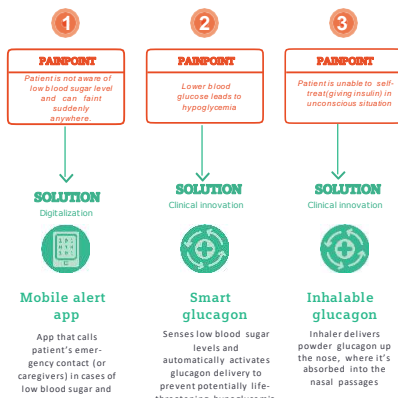 1
PAINPOINT
Patient is not aware of
low blood sugar level
and can faint
suddenly
anywhere.
SOLUTION
Digitalization
Mobile alert
app
App that calls
patient's emer-
gency contact (or
caregivers) in cases of
low blood sugar and
2
PAINPOINT
Lower blood
glucose leads to
hypoglycemia
SOLUTION
Clinical innovation
Smart
glucagon
Senses low blood sugar
levels and
automatically activates
glucagon delivery to
prevent potentially life-
threatening hypoglycemia
3
PAINPOINT
Patient is unable to self-
treat(giving insulin) in
unconscious situation
SOLUTION
Clinical innovation
Inhalable
glucagon
Inhaler delivers
powder glucagon up
the nose, where it's
absorbed into the
nasal passages